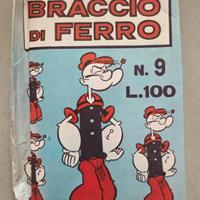 BRACCIO
DI FERRO
N. 9
L. 100